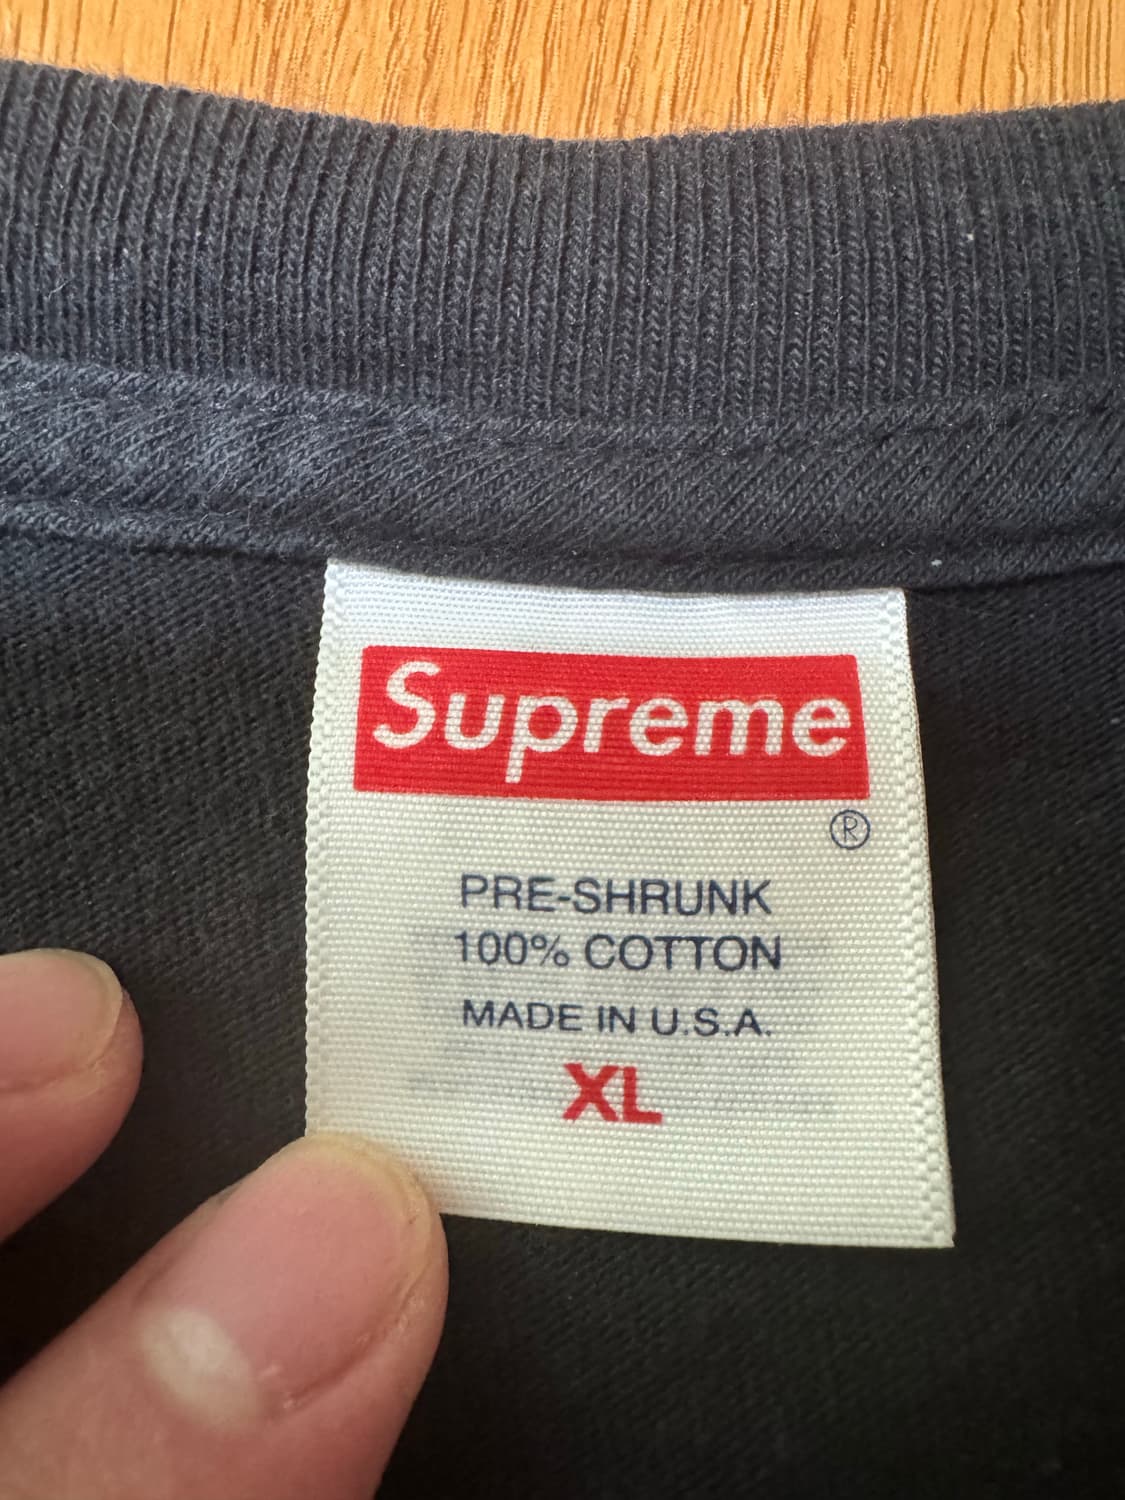 Supreme
®
PRE-SHRUNK
100% COTTON
MADE IN U.S.A.
XL